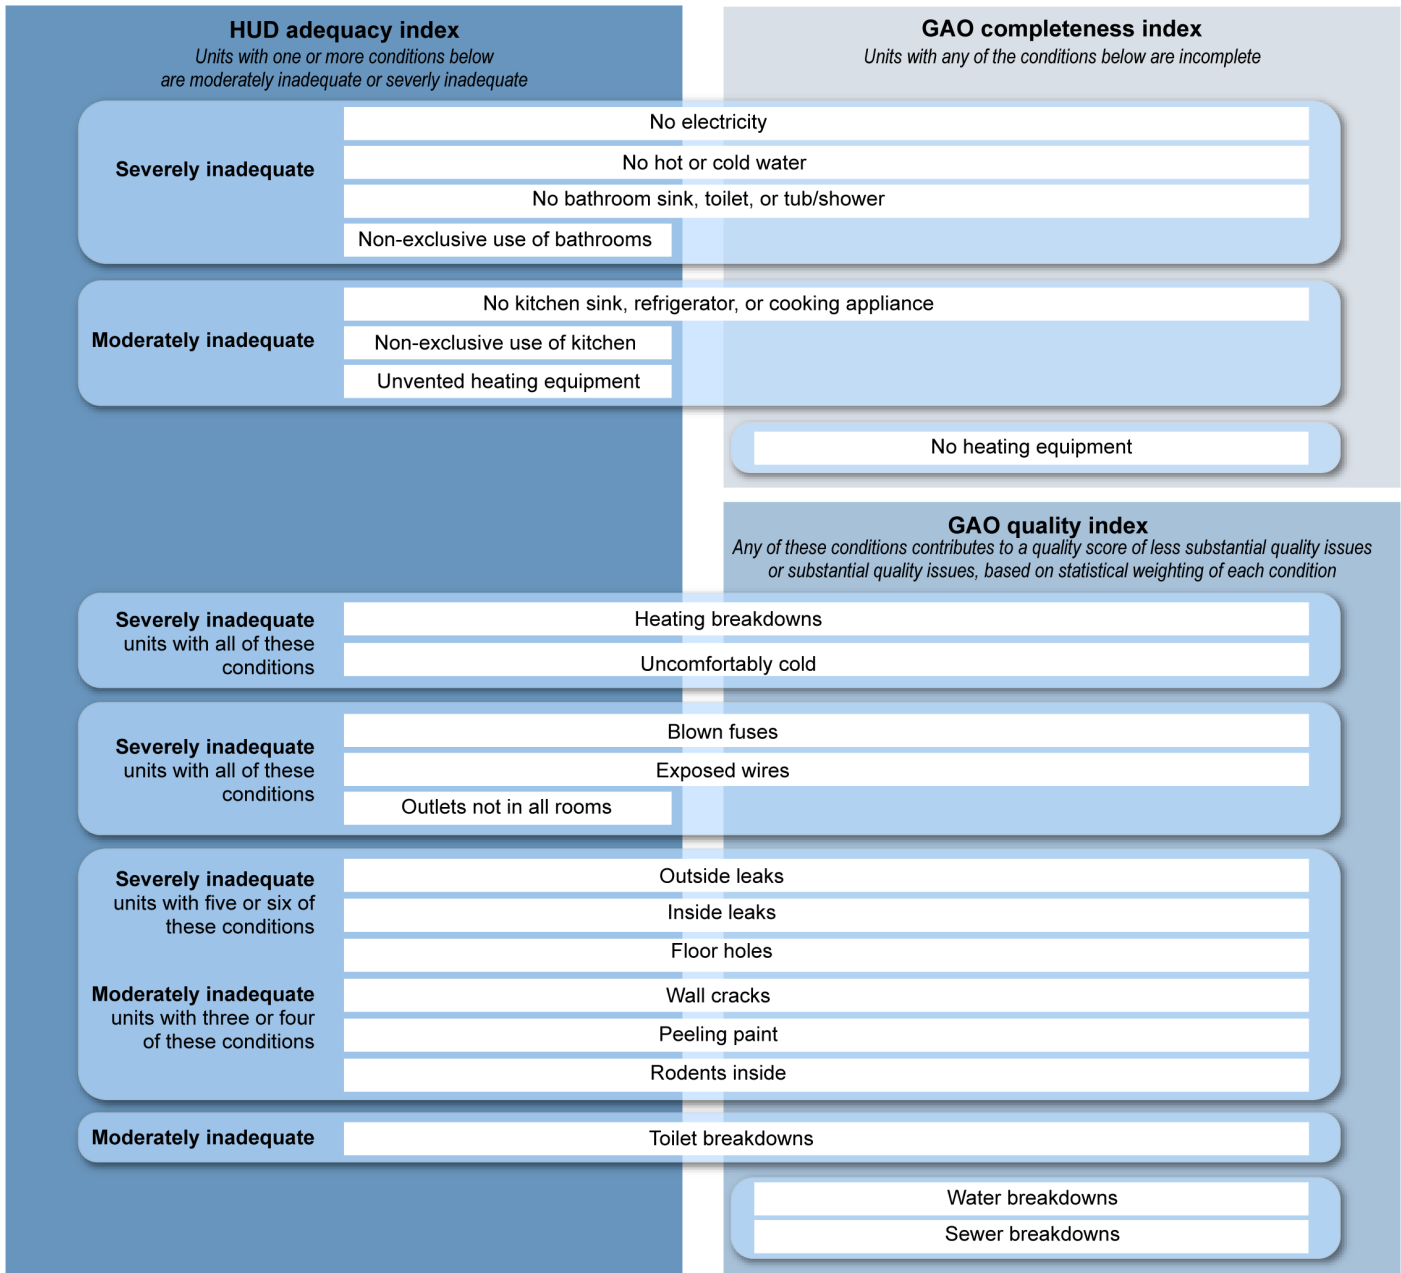 HUD adequacy index
Units with one or more conditions below
are moderately inadequate or severly inadequate
GAO completeness index
Units with any of the conditions below are incomplete
Severely inadequate
No electricity
No hot or cold water
No bathroom sink, toilet, or tub/shower
Non-exclusive use of bathrooms
Moderately inadequate
No kitchen sink, refrigerator, or cooking appliance
Non-exclusive use of kitchen
Unvented heating equipment
No heating equipment
GAO quality index
Any of these conditions contributes to a quality score of less substantial quality issues
or substantial quality issues, based on statistical weighting of each condition
Severely inadequate
units with all of these
conditions
Heating breakdowns
Uncomfortably cold
Severely inadequate
units with all of these
conditions
Blown fuses
Exposed wires
Outlets not in all rooms
Severely inadequate
units with five or six of
these conditions
Moderately inadequate
units with three or four
of these conditions
Outside leaks
Inside leaks
Floor holes
Wall cracks
Peeling paint
Rodents inside
Moderately inadequate
Toilet breakdowns
Water breakdowns
Sewer breakdowns